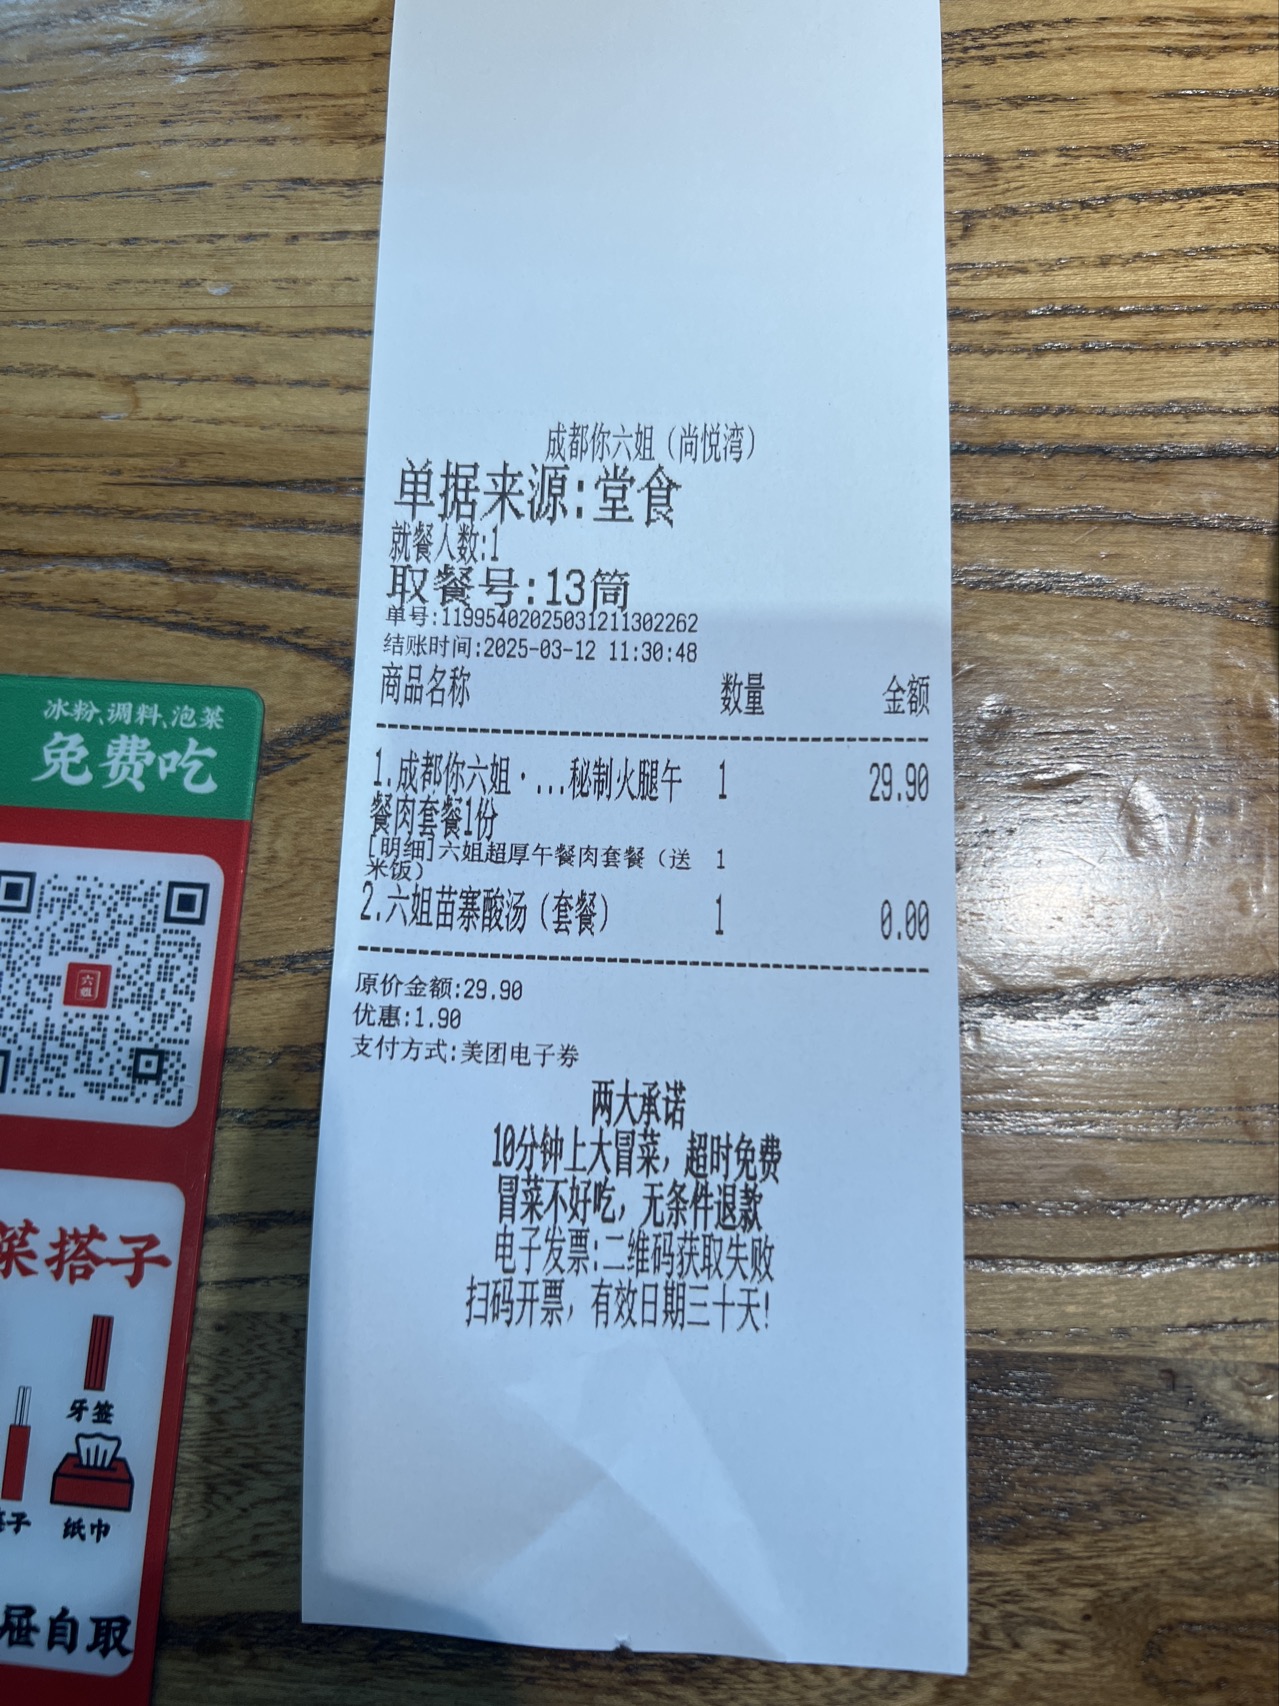 成都你六姐（尚悦湾）
单据来源:堂食
就餐人数:1
取餐号:13筒
单号:11995402025031211302262
结账时间:2025-03-12 11:30:48
商品名称 数量 金额
1.成都你六姐·...秘制火腿午 1 29.90
餐肉套餐1份
[明细]六姐超厚午餐肉套餐（送 1
米饭）
2.六姐苗寨酸汤（套餐） 1 0.00
原价金额:29.90
优惠:1.90
支付方式:美团电子券
两大承诺
10分钟上大冒菜，超时免费
冒菜不好吃，无条件退款
电子发票:二维码获取失败
扫码开票，有效日期三十天!
冰粉、调料、泡菜
免费吃
六姐
菜搭子
牙签
子
纸巾
屉自取